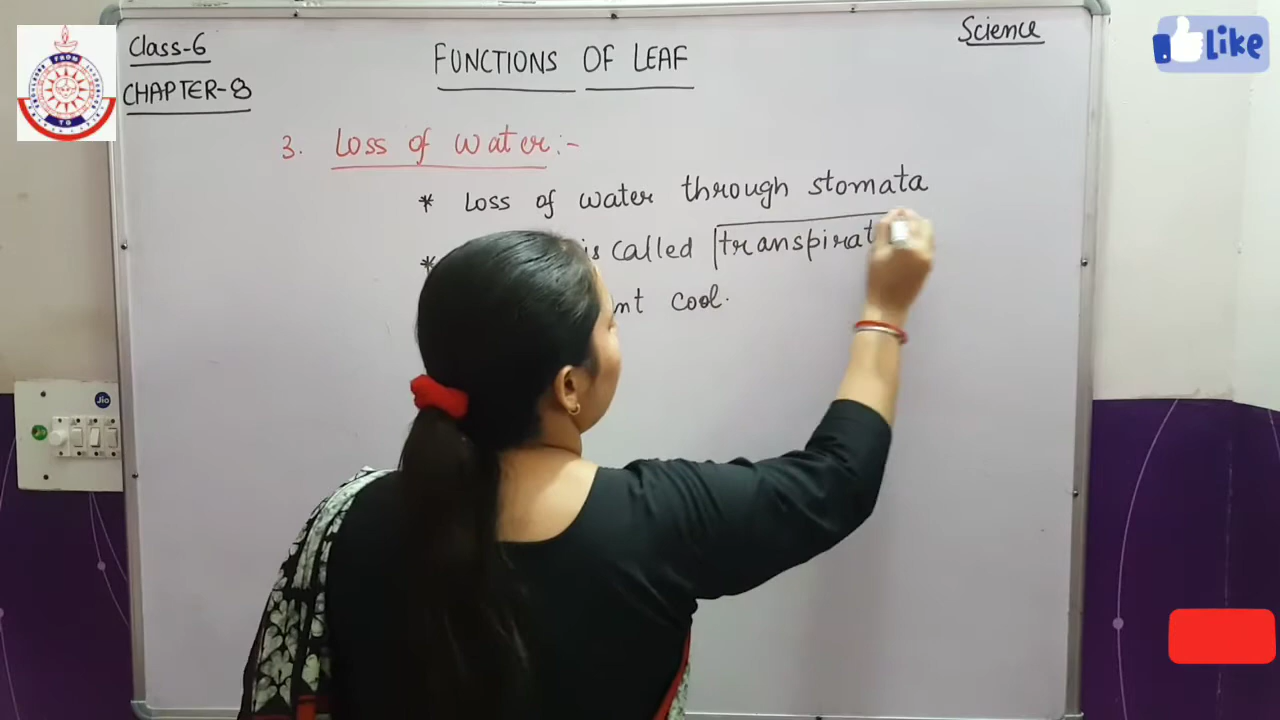 Class-6
CHAPTER-8
FUNCTIONS OF LEAF
Science
Like
3. Loss of water:-
* Loss of water through stomata
* is called transpirat
cool.
Jio